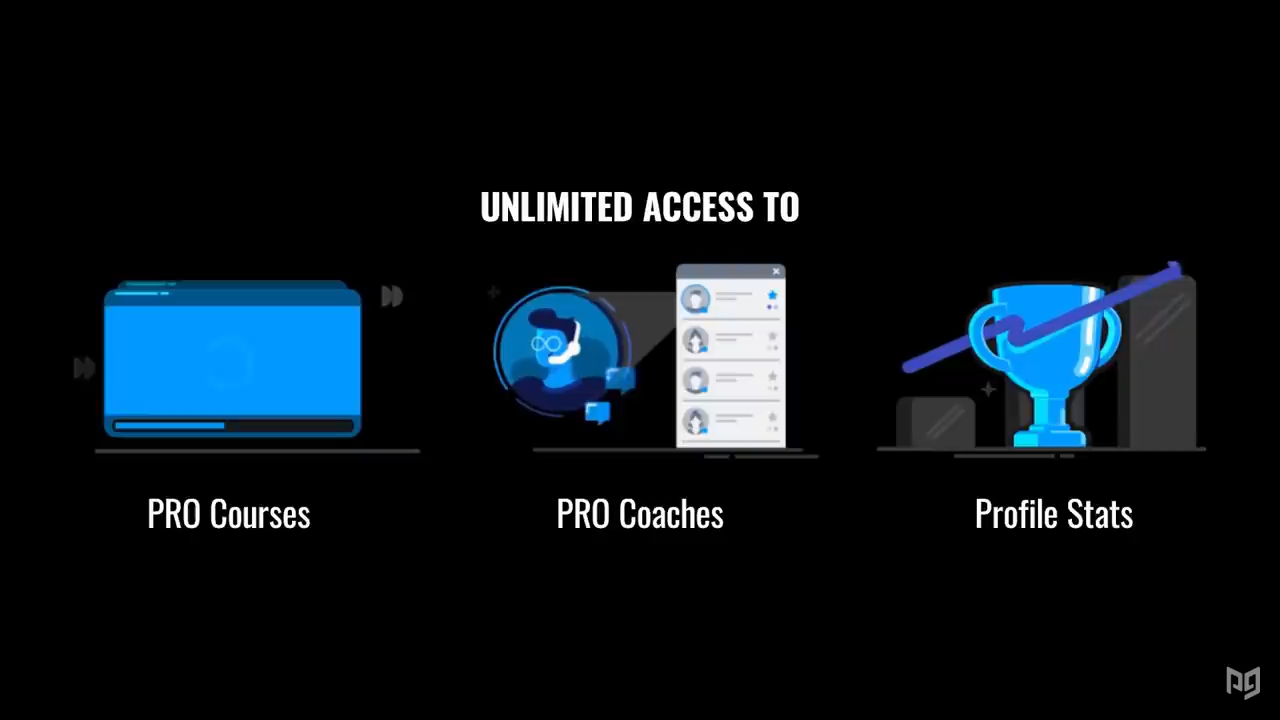 UNLIMITED ACCESS TO
PRO Courses
PRO Coaches
Profile Stats